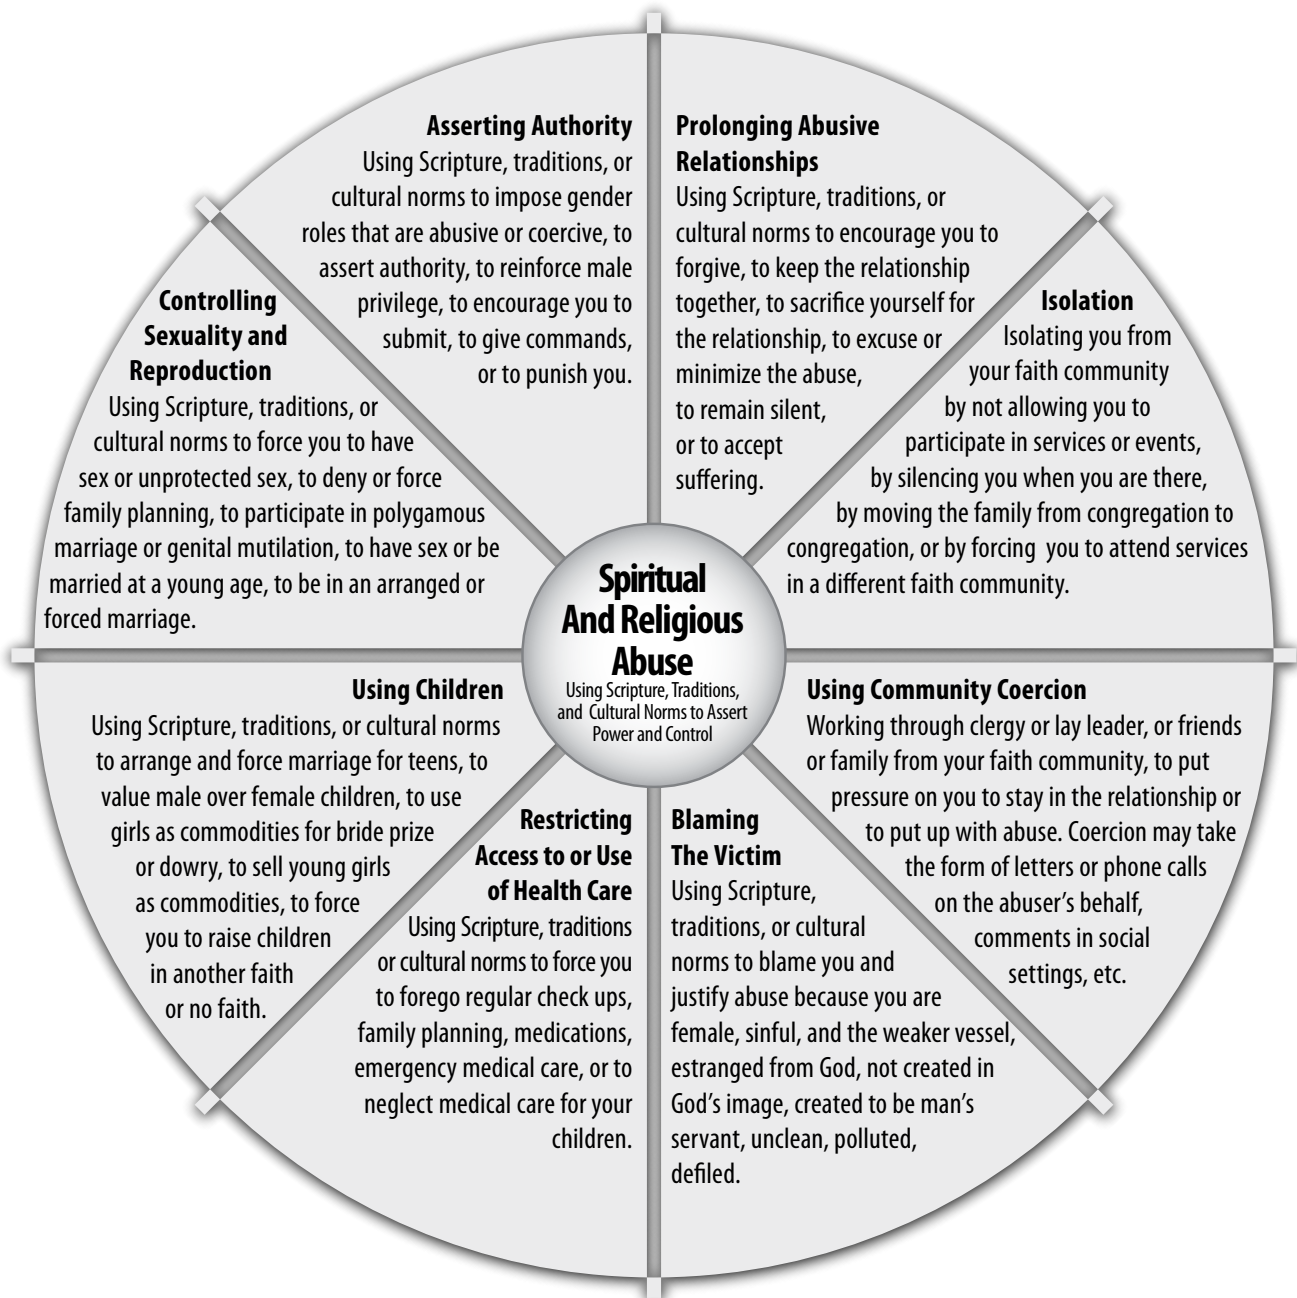 Asserting Authority
Using Scripture, traditions, or
cultural norms to impose gender
roles that are abusive or coercive, to
assert authority, to reinforce male
privilege, to encourage you to
submit, to give commands,
or to punish you.
Prolonging Abusive
Relationships
Using Scripture, traditions, or
cultural norms to encourage you to
forgive, to keep the relationship
together, to sacrifice yourself for
the relationship, to excuse or
minimize the abuse,
to remain silent,
or to accept
suffering.
Isolation
Isolating you from
your faith community
by not allowing you to
participate in services or events,
by silencing you when you are there,
by moving the family from congregation to
congregation, or by forcing you to attend services
in a different faith community.
Using Community Coercion
Working through clergy or lay leader, or friends
or family from your faith community, to put
pressure on you to stay in the relationship or
to put up with abuse. Coercion may take
the form of letters or phone calls
on the abuser's behalf,
comments in social
settings, etc.
Blaming
The Victim
Using Scripture,
traditions, or cultural
norms to blame you and
justify abuse because you are
female, sinful, and the weaker vessel,
estranged from God, not created in
God's image, created to be man's
servant, unclean, polluted,
defiled.
Restricting
Access to or Use
of Health Care
Using Scripture, traditions
or cultural norms to force you
to forego regular check ups,
family planning, medications,
emergency medical care, or to
neglect medical care for your
children.
Using Children
Using Scripture, traditions, or cultural norms
to arrange and force marriage for teens, to
value male over female children, to use
girls as commodities for bride prize
or dowry, to sell young girls
as commodities, to force
you to raise children
in another faith
or no faith.
Controlling
Sexuality and
Reproduction
Using Scripture, traditions, or
cultural norms to force you to have
sex or unprotected sex, to deny or force
family planning, to participate in polygamous
marriage or genital mutilation, to have sex or be
married at a young age, to be in an arranged or
forced marriage.
Spiritual
And Religious
Abuse
Using Scripture, Traditions,
and Cultural Norms to Assert
Power and Control